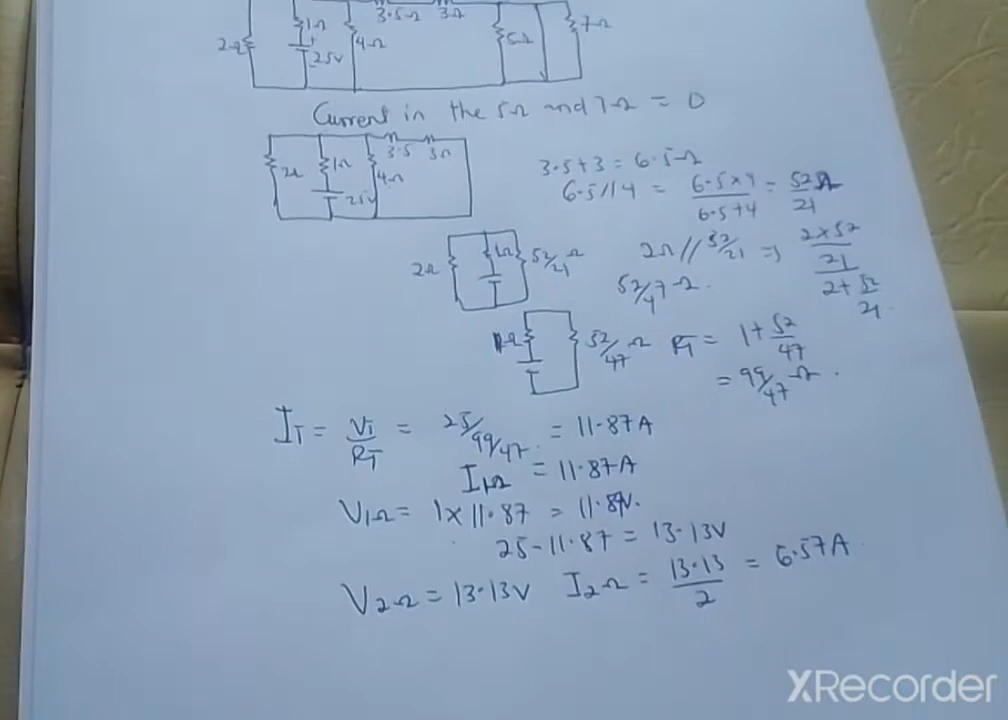 3.5Ω 3Ω
2Ω 1Ω + 25V 4Ω 5Ω 7Ω
Current in the 5Ω and 7Ω = 0
2Ω 1Ω 25V 4Ω 3.5 3Ω
3.5+3 = 6.5Ω
6.5//4 = 6.5×4/6.5+4 = 52/21 Ω
2Ω 1Ω 52/21 Ω
2Ω // 52/21 ⇒ 2×52/21 / 2+52/21
52/47 Ω.
1Ω 52/47 Ω
RT = 1+52/47
= 99/47 Ω.
IT = VT/RT = 25/99/47 = 11.87A
I1Ω = 11.87A
V1Ω = 1×11.87 = 11.87V.
25-11.87 = 13.13V
V2Ω = 13.13V I2Ω = 13.13/2 = 6.57A
XRecorder